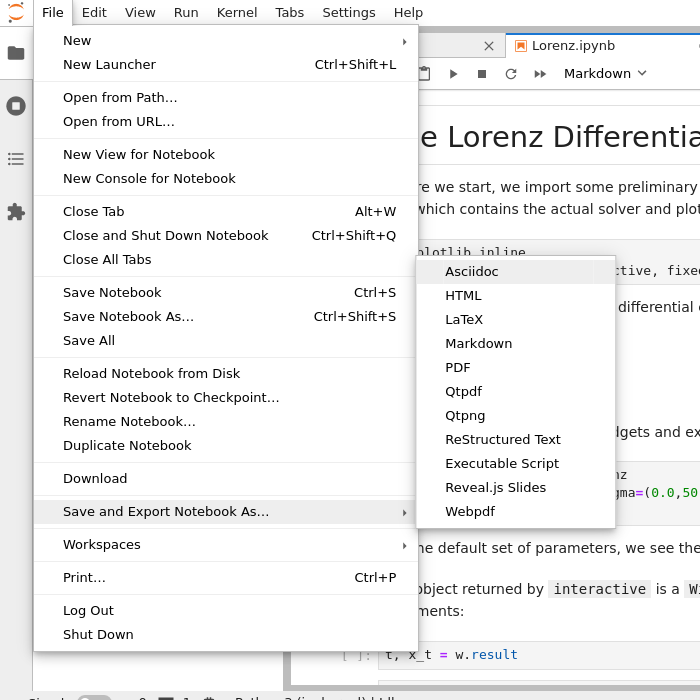 File Edit View Run Kernel Tabs Settings Help
New
New Launcher Ctrl+Shift+L
Open from Path…
Open from URL…
New View for Notebook
New Console for Notebook
Close Tab Alt+W
Close and Shut Down Notebook Ctrl+Shift+Q
Close All Tabs
Save Notebook Ctrl+S
Save Notebook As… Ctrl+Shift+S
Save All
Reload Notebook from Disk
Revert Notebook to Checkpoint…
Rename Notebook…
Duplicate Notebook
Download
Save and Export Notebook As…
Workspaces
Print… Ctrl+P
Log Out
Shut Down
Asciidoc
HTML
LaTeX
Markdown
PDF
Qtpdf
Qtpng
ReStructured Text
Executable Script
Reveal.js Slides
Webpdf
Lorenz.ipynb
Markdown
e Lorenz Differentia
re we start, we import some preliminary
which contains the actual solver and plot
plotlib inline
ctive, fixe
differential
dgets and ex
nz
gma=(0.0,50
he default set of parameters, we see the
object returned by interactive is a W
ments:
[ ]: t, x_t = w.result